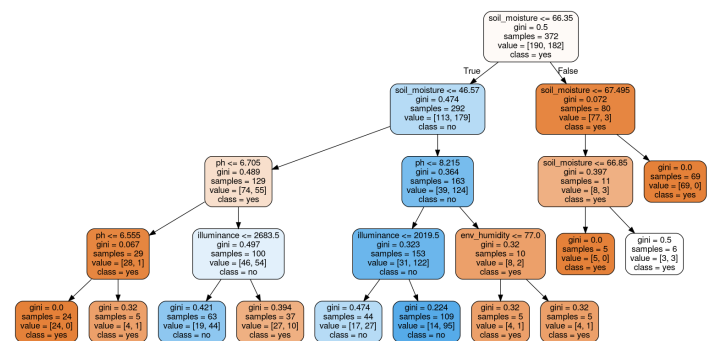 soil_moisture <= 66.35
gini = 0.5
samples = 372
value = [190, 182]
class = yes
True
False
soil_moisture <= 46.57
gini = 0.474
samples = 292
value = [113, 179]
class = no
soil_moisture <= 67.495
gini = 0.072
samples = 80
value = [77, 3]
class = yes
ph <= 6.705
gini = 0.489
samples = 129
value = [74, 55]
class = yes
ph <= 8.215
gini = 0.364
samples = 163
value = [39, 124]
class = no
soil_moisture <= 66.85
gini = 0.397
samples = 11
value = [8, 3]
class = yes
gini = 0.0
samples = 69
value = [69, 0]
class = yes
ph <= 6.555
gini = 0.067
samples = 29
value = [28, 1]
class = yes
illuminance <= 2683.5
gini = 0.497
samples = 100
value = [46, 54]
class = no
illuminance <= 2019.5
gini = 0.323
samples = 153
value = [31, 122]
class = no
env_humidity <= 77.0
gini = 0.32
samples = 10
value = [8, 2]
class = yes
gini = 0.0
samples = 5
value = [5, 0]
class = yes
gini = 0.5
samples = 6
value = [3, 3]
class = yes
gini = 0.0
samples = 24
value = [24, 0]
class = yes
gini = 0.32
samples = 5
value = [4, 1]
class = yes
gini = 0.421
samples = 63
value = [19, 44]
class = no
gini = 0.394
samples = 37
value = [27, 10]
class = yes
gini = 0.474
samples = 44
value = [17, 27]
class = no
gini = 0.224
samples = 109
value = [14, 95]
class = no
gini = 0.32
samples = 5
value = [4, 1]
class = yes
gini = 0.32
samples = 5
value = [4, 1]
class = yes